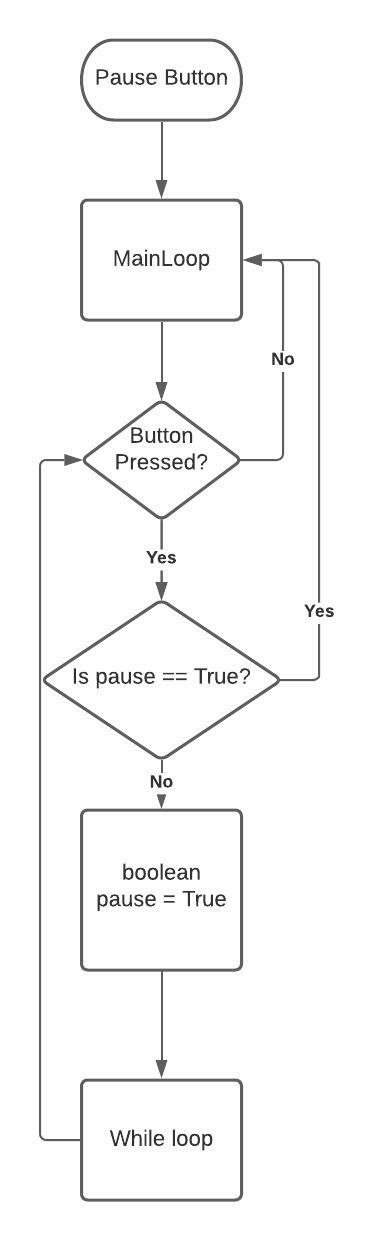 Pause Button
MainLoop
No
Button
Pressed?
Yes
Yes
Is pause == True?
No
boolean
pause = True
While loop